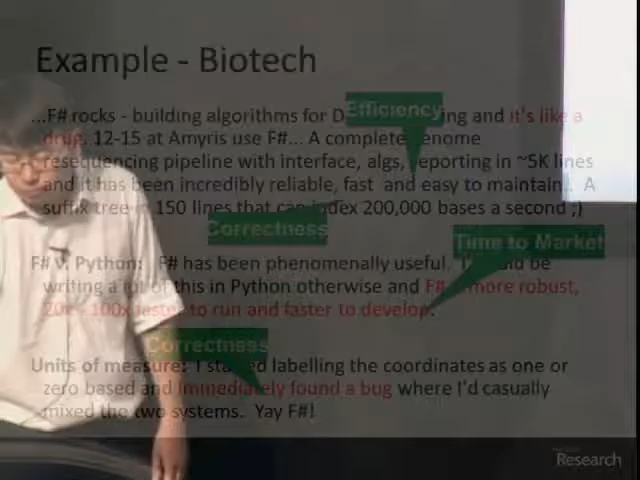 Example - Biotech
Efficiency
...F# rocks - building algorithms for D ing and it's like a
drug. 12-15 at Amyris use F#... A complete genome
resequencing pipeline with interface, algs, reporting in ~5K lines
and it has been incredibly reliable, fast and easy to maintain. A
suffix tree in 150 lines that can index 200,000 bases a second ;)
Correctness
Time to Market
F# v. Python: F# has been phenomenally useful. I'd be
writing a lot of this in Python otherwise and F# more robust,
20x - 100x faster to run and faster to develop.
Correctness
Units of measure: I started labelling the coordinates as one or
zero based and immediately found a bug where I'd casually
mixed the two systems. Yay F#!
Research